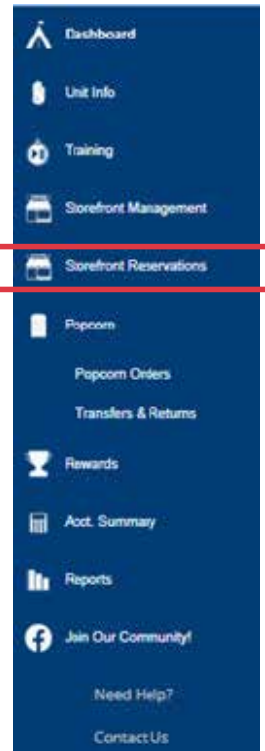 Dashboard
Unit Info
Training
Storefront Management
Storefront Reservations
Popcorn
Popcorn Orders
Transfers & Returns
Rewards
Acct. Summary
Reports
Join Our Community!
Need Help?
Contact Us